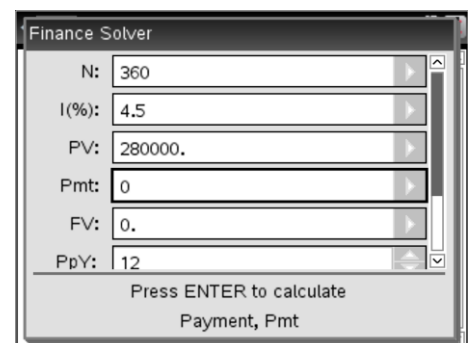 Finance Solver
N: 360
I(%): 4.5
PV: 280000.
Pmt: 0
FV: 0.
PpY: 12
Press ENTER to calculate
Payment, Pmt